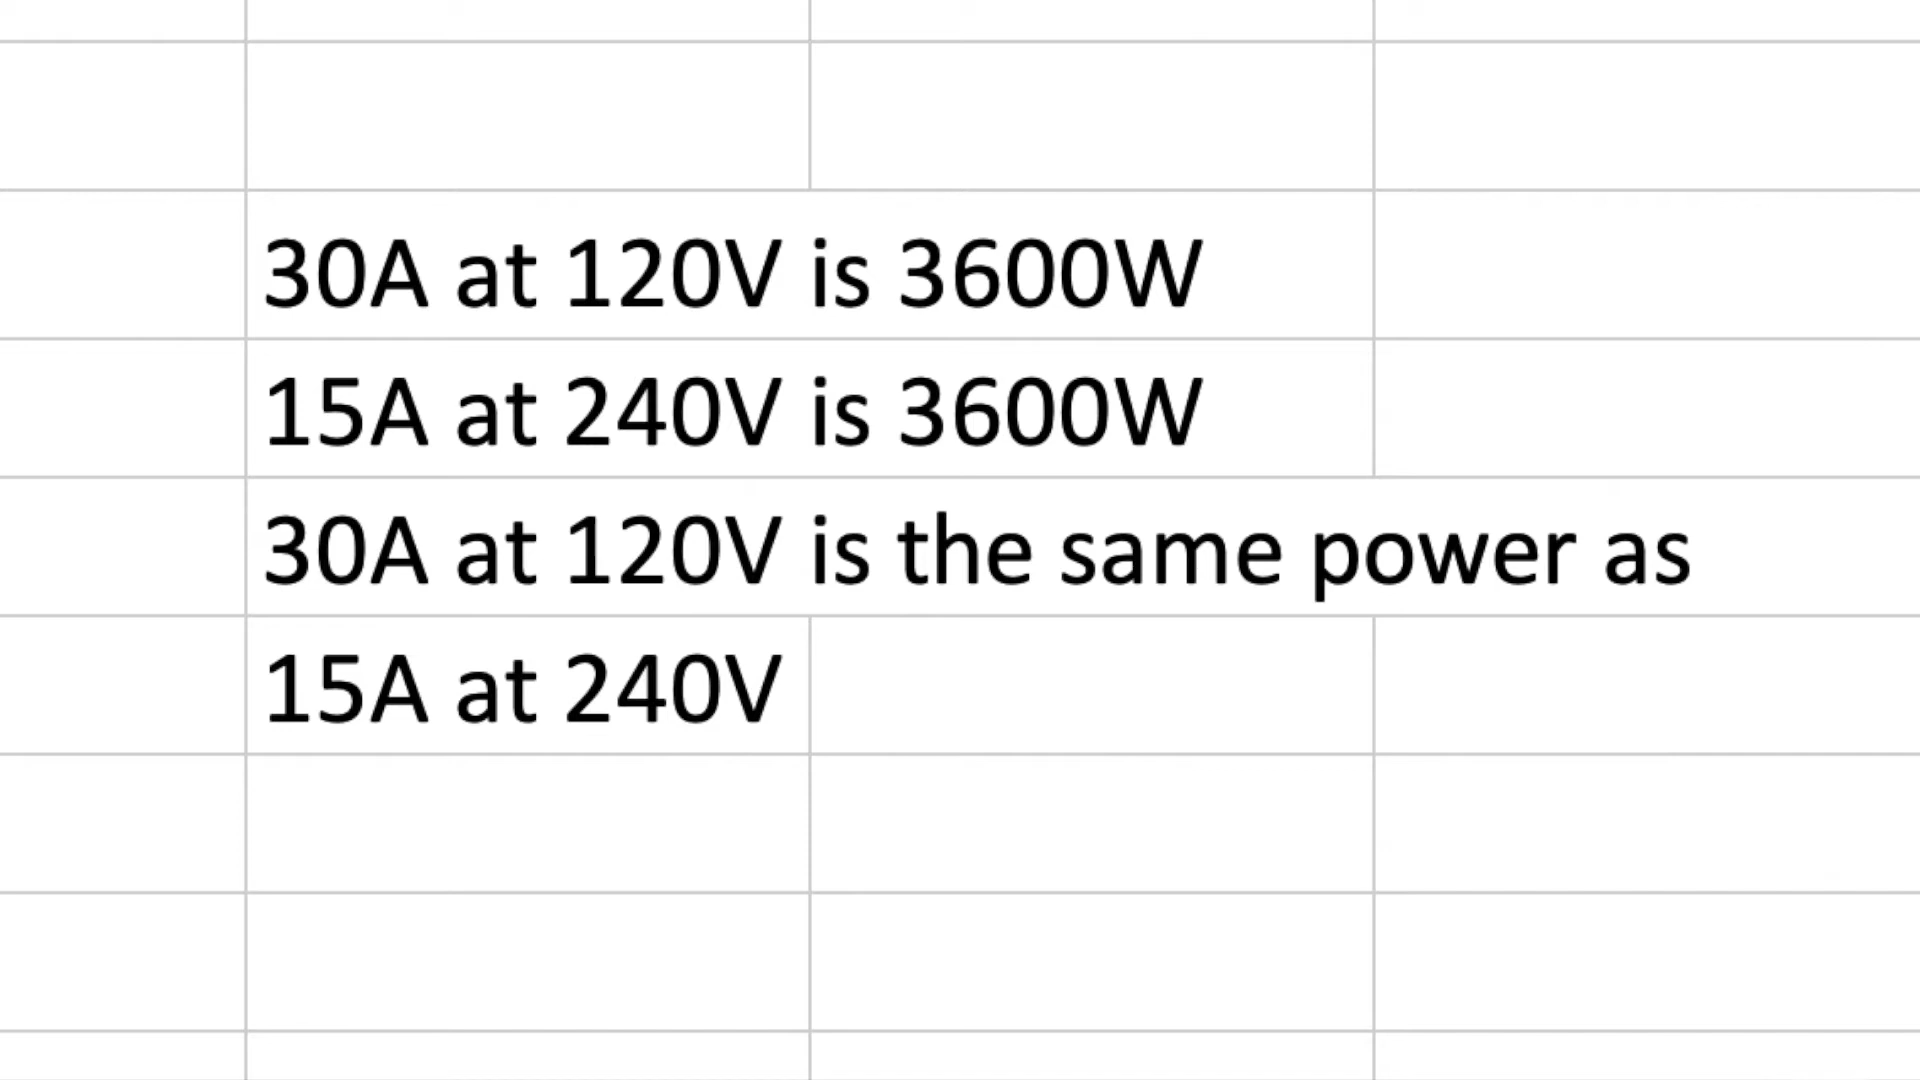 30A at 120V is 3600W
15A at 240V is 3600W
30A at 120V is the same power as
15A at 240V